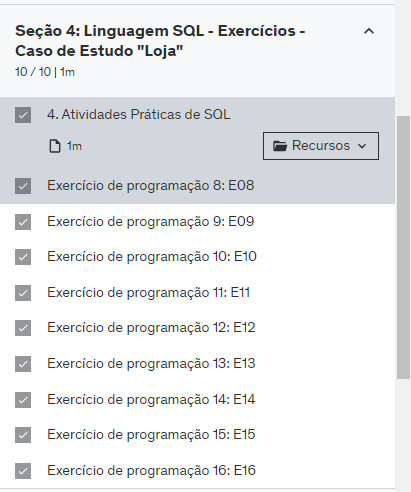 Seção 4: Linguagem SQL - Exercícios -
Caso de Estudo "Loja"
10 / 10 | 1m
4. Atividades Práticas de SQL
1m
Recursos
Exercício de programação 8: E08
Exercício de programação 9: E09
Exercício de programação 10: E10
Exercício de programação 11: E11
Exercício de programação 12: E12
Exercício de programação 13: E13
Exercício de programação 14: E14
Exercício de programação 15: E15
Exercício de programação 16: E16